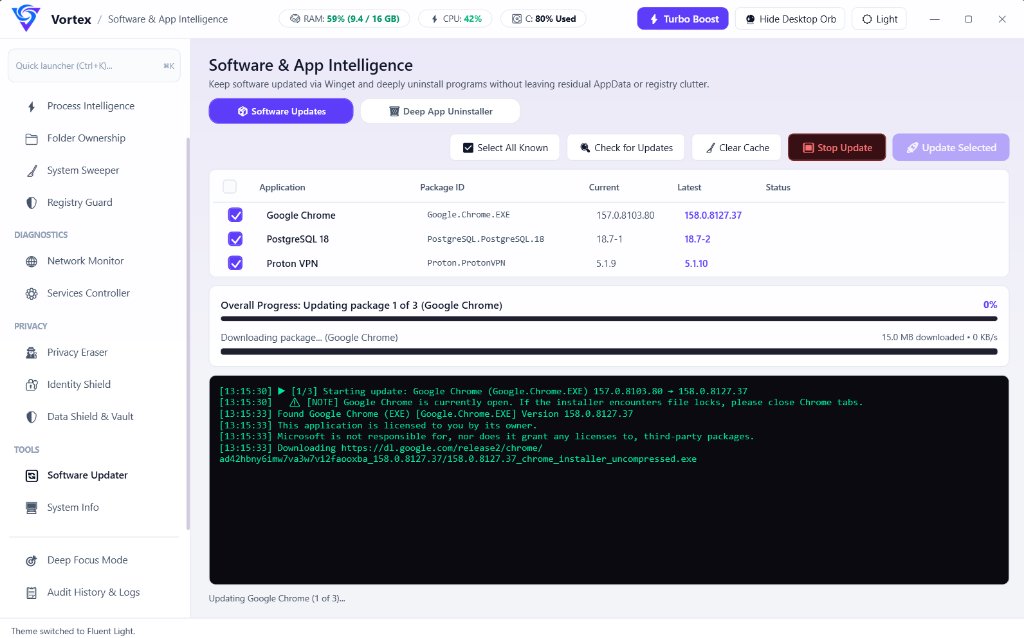 Vortex / Software & App Intelligence
RAM: 59% (9.4 / 16 GB)
CPU: 42%
C: 80% Used
Turbo Boost
Hide Desktop Orb
Light
Quick launcher (Ctrl+K)... ⌘K
Process Intelligence
Folder Ownership
System Sweeper
Registry Guard
DIAGNOSTICS
Network Monitor
Services Controller
PRIVACY
Privacy Eraser
Identity Shield
Data Shield & Vault
TOOLS
Software Updater
System Info
Deep Focus Mode
Audit History & Logs
Software & App Intelligence
Keep software updated via Winget and deeply uninstall programs without leaving residual AppData or registry clutter.
Software Updates
Deep App Uninstaller
Select All Known
Check for Updates
Clear Cache
Stop Update
Update Selected
Application Package ID Current Latest Status
Google Chrome Google.Chrome.EXE 157.0.8103.80 158.0.8127.37
PostgreSQL 18 PostgreSQL.PostgreSQL.18 18.7-1 18.7-2
Proton VPN Proton.ProtonVPN 5.1.9 5.1.10
Overall Progress: Updating package 1 of 3 (Google Chrome) 0%
Downloading package... (Google Chrome) 15.0 MB downloaded • 0 KB/s
[13:15:30] ▶ [1/3] Starting update: Google Chrome (Google.Chrome.EXE) 157.0.8103.80 → 158.0.8127.37
[13:15:30] ⚠ [NOTE] Google Chrome is currently open. If the installer encounters file locks, please close Chrome tabs.
[13:15:33] Found Google Chrome (EXE) [Google.Chrome.EXE] Version 158.0.8127.37
[13:15:33] This application is licensed to you by its owner.
[13:15:33] Microsoft is not responsible for, nor does it grant any licenses to, third-party packages.
[13:15:33] Downloading https://dl.google.com/release2/chrome/
ad42hbny6imw7va3w7v12faooxba_158.0.8127.37/158.0.8127.37_chrome_installer_uncompressed.exe
Updating Google Chrome (1 of 3)...
Theme switched to Fluent Light.